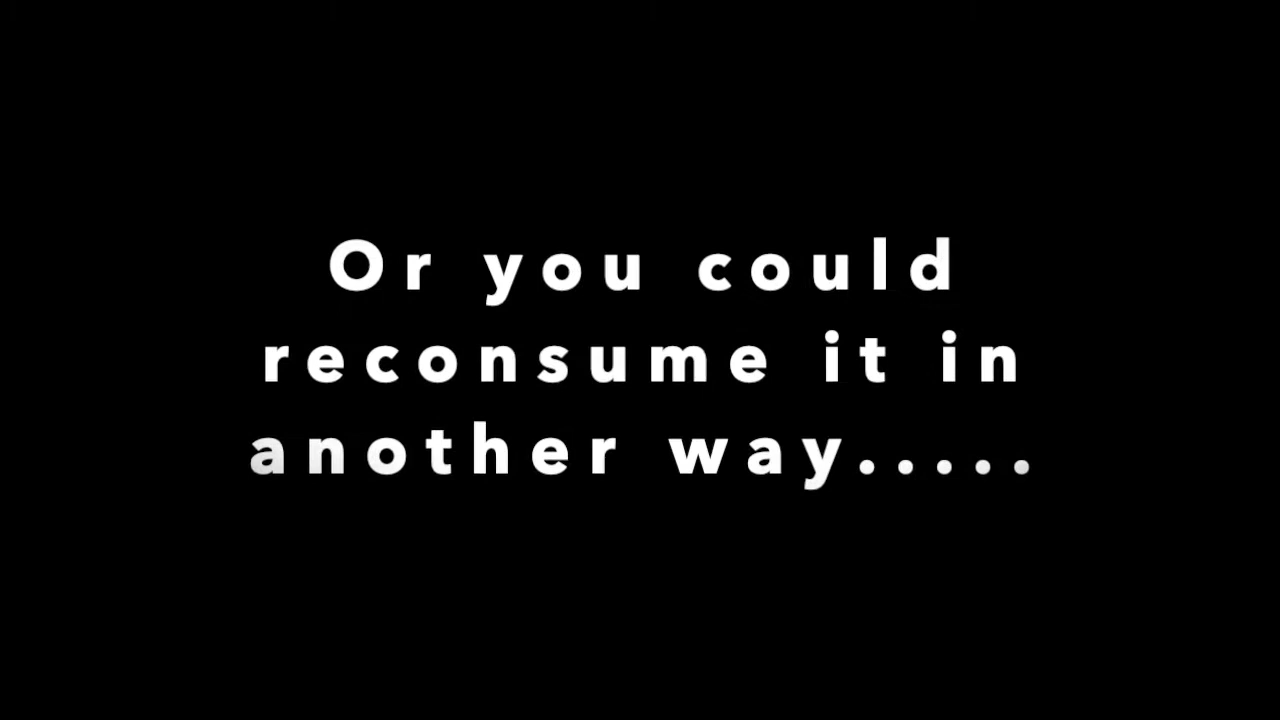 Or you could
reconsume it in
another way.....